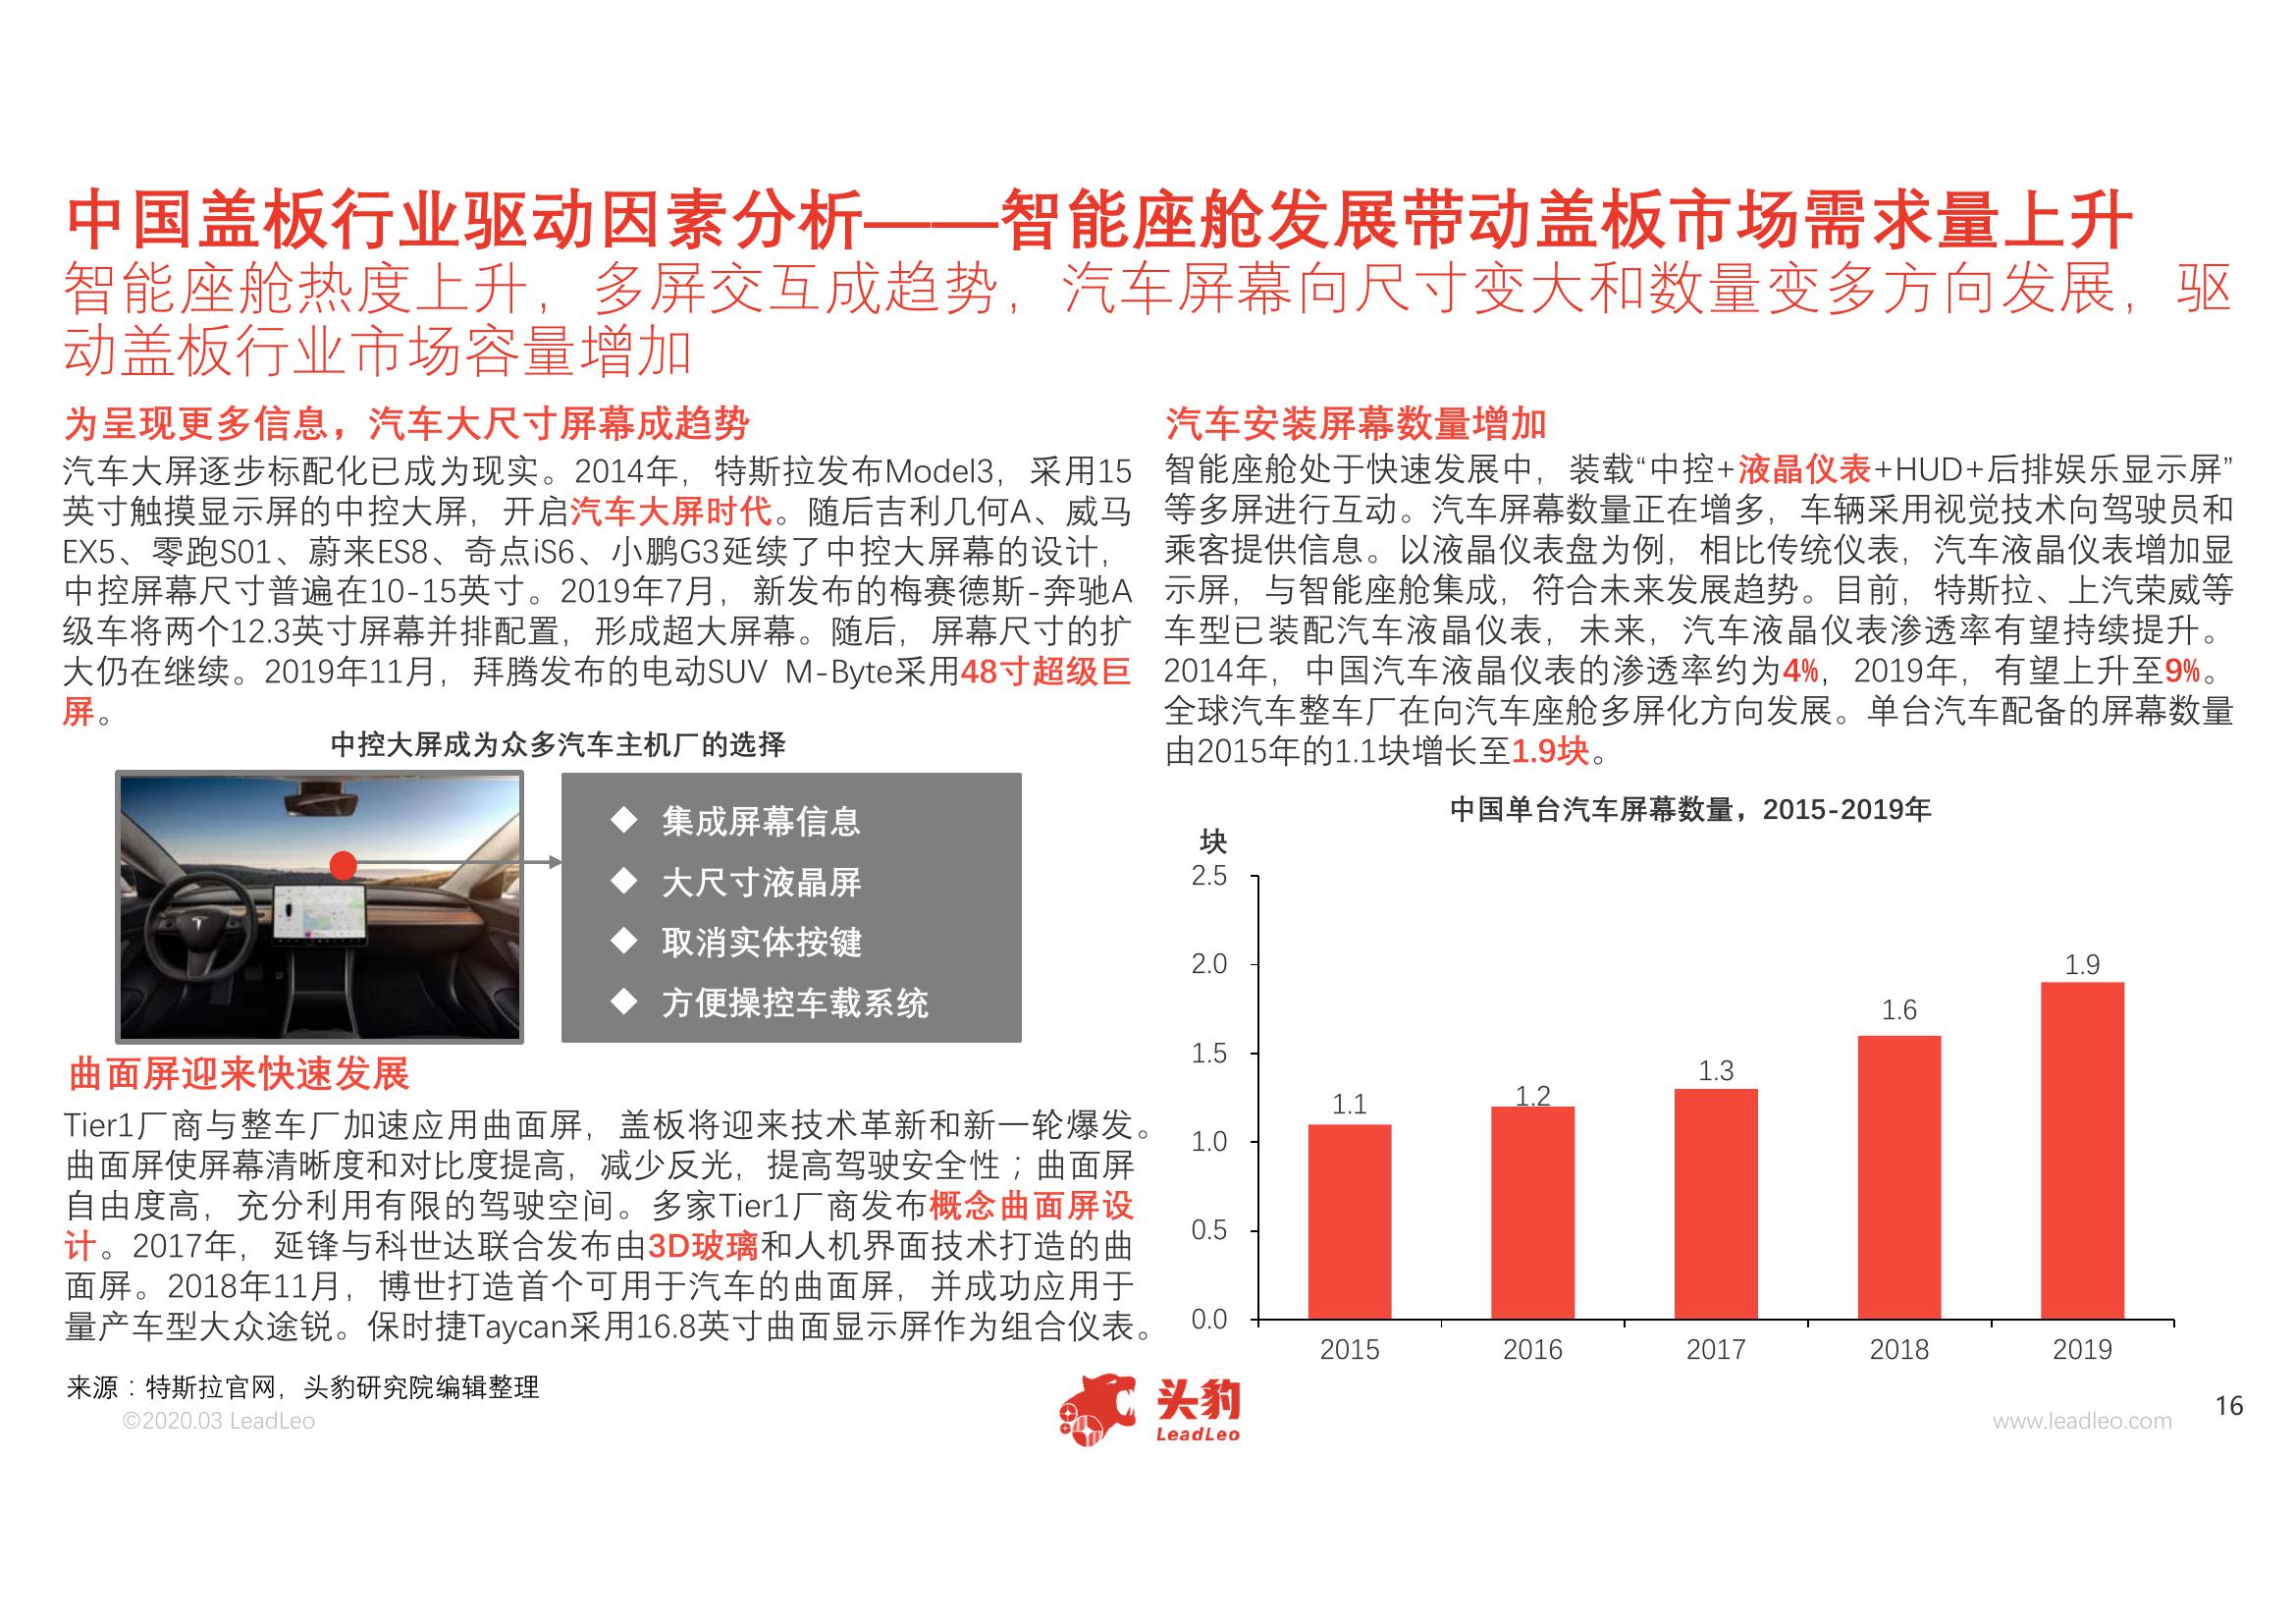 中国盖板行业驱动因素分析——智能座舱发展带动盖板市场需求量上升
智能座舱热度上升，多屏交互成趋势，汽车屏幕向尺寸变大和数量变多方向发展，驱
动盖板行业市场容量增加
为呈现更多信息，汽车大尺寸屏幕成趋势
汽车大屏逐步标配化已成为现实。2014年，特斯拉发布Model3，采用15
英寸触摸显示屏的中控大屏，开启汽车大屏时代。随后吉利几何A、威马
EX5、零跑S01、蔚来ES8、奇点iS6、小鹏G3延续了中控大屏幕的设计，
中控屏幕尺寸普遍在10-15英寸。2019年7月，新发布的梅赛德斯-奔驰A
级车将两个12.3英寸屏幕并排配置，形成超大屏幕。随后，屏幕尺寸的扩
大仍在继续。2019年11月，拜腾发布的电动SUV M-Byte采用48寸超级巨
屏。
中控大屏成为众多汽车主机厂的选择
◆ 集成屏幕信息
◆ 大尺寸液晶屏
◆ 取消实体按键
◆ 方便操控车载系统
曲面屏迎来快速发展
Tier1厂商与整车厂加速应用曲面屏，盖板将迎来技术革新和新一轮爆发。
曲面屏使屏幕清晰度和对比度提高，减少反光，提高驾驶安全性；曲面屏
自由度高，充分利用有限的驾驶空间。多家Tier1厂商发布概念曲面屏设
计。2017年，延锋与科世达联合发布由3D玻璃和人机界面技术打造的曲
面屏。2018年11月，博世打造首个可用于汽车的曲面屏，并成功应用于
量产车型大众途锐。保时捷Taycan采用16.8英寸曲面显示屏作为组合仪表。
汽车安装屏幕数量增加
智能座舱处于快速发展中，装载“中控+液晶仪表+HUD+后排娱乐显示屏”
等多屏进行互动。汽车屏幕数量正在增多，车辆采用视觉技术向驾驶员和
乘客提供信息。以液晶仪表盘为例，相比传统仪表，汽车液晶仪表增加显
示屏，与智能座舱集成，符合未来发展趋势。目前，特斯拉、上汽荣威等
车型已装配汽车液晶仪表，未来，汽车液晶仪表渗透率有望持续提升。
2014年，中国汽车液晶仪表的渗透率约为4%，2019年，有望上升至9%。
全球汽车整车厂在向汽车座舱多屏化方向发展。单台汽车配备的屏幕数量
由2015年的1.1块增长至1.9块。
中国单台汽车屏幕数量，2015-2019年
块
2.5
2.0
1.5
1.0
0.5
0.0
1.1
1.2
1.3
1.6
1.9
2015
2016
2017
2018
2019
来源：特斯拉官网，头豹研究院编辑整理
©2020.03 LeadLeo
头豹
LeadLeo
www.leadleo.com
16